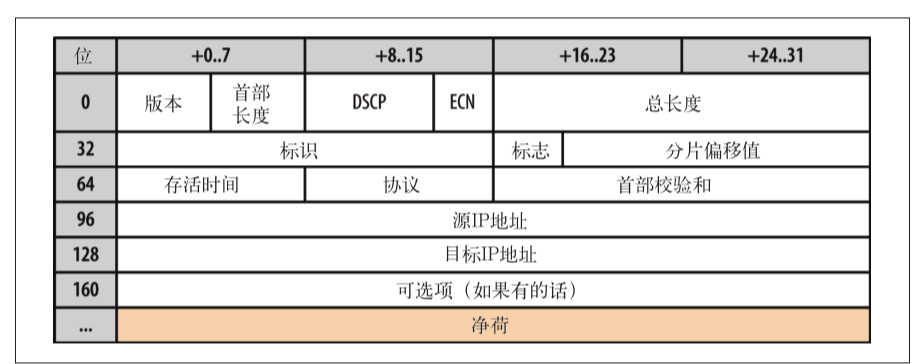 位 +0..7 +8..15 +16..23 +24..31
0 版本 首部长度 DSCP ECN 总长度
32 标识 标志 分片偏移值
64 存活时间 协议 首部校验和
96 源IP地址
128 目标IP地址
160 可选项（如果有的话）
... 净荷